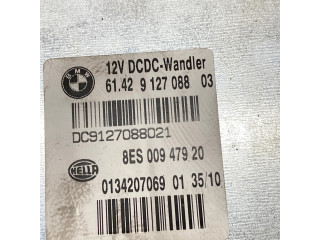 BMW
12V DCDC-Wandler
61.42 9 127 088 03
DC9127088021
8ES 009 479 20
HELLA
0134207069 01 35/10